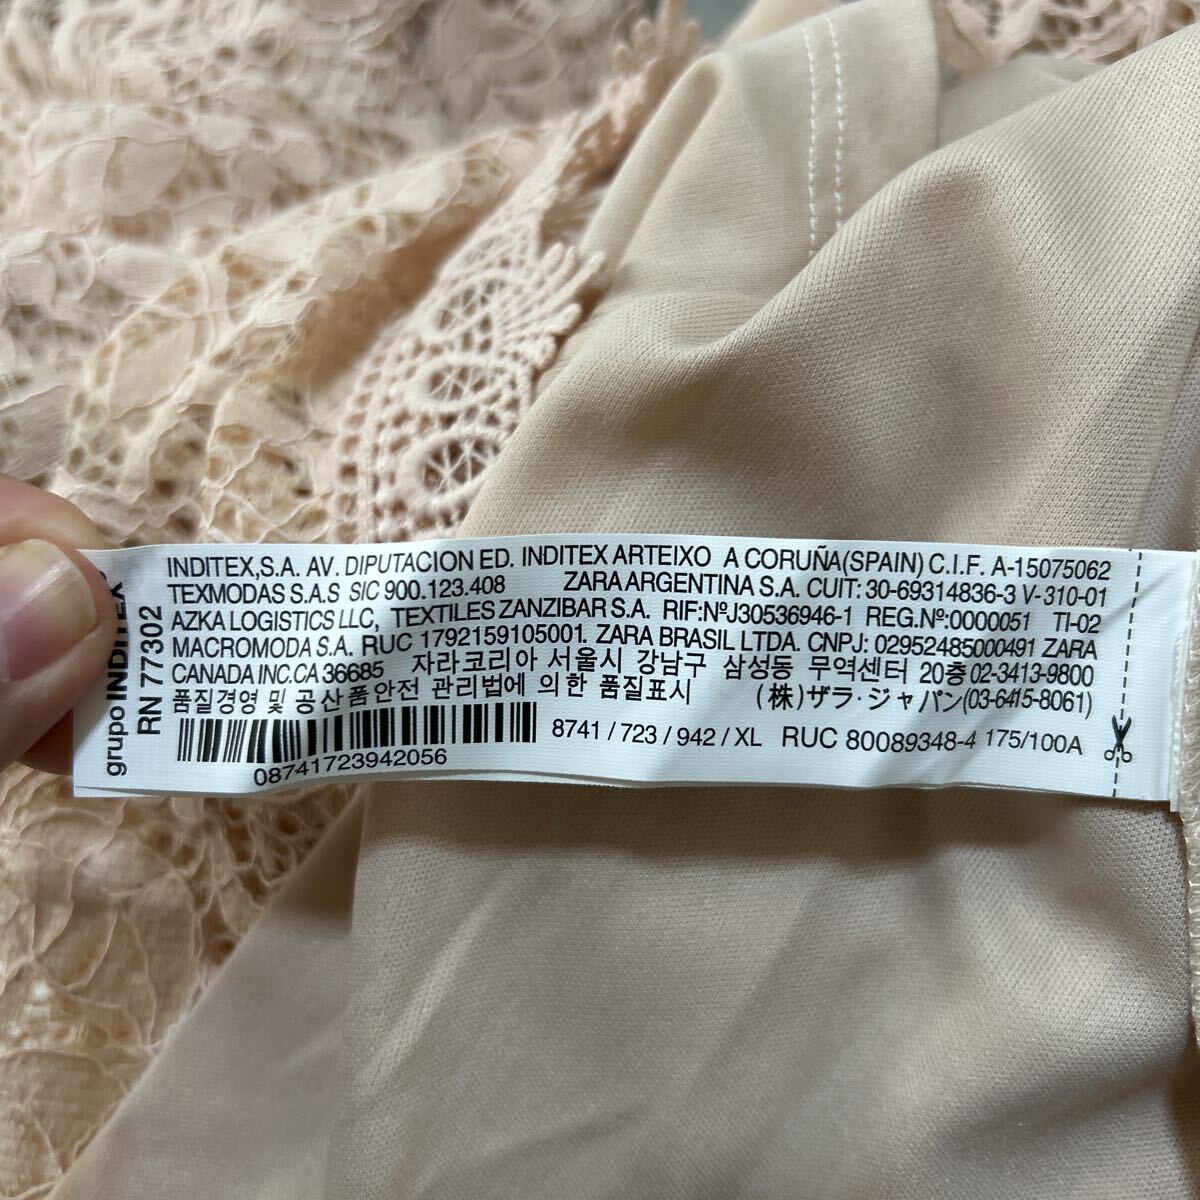 grupo INDITEX
RN 77302
INDITEX,S.A. AV. DIPUTACION ED. INDITEX ARTEIXO A CORUÑA(SPAIN) C.I.F. A-15075062
TEXMODAS S.A.S SIC 900.123.408 ZARA ARGENTINA S.A. CUIT: 30-69314836-3 V-310-01
AZKA LOGISTICS LLC, TEXTILES ZANZIBAR S.A. RIF:NºJ30536946-1 REG.Nº:0000051 TI-02
MACROMODA S.A. RUC 1792159105001. ZARA BRASIL LTDA. CNPJ: 02952485000491 ZARA
CANADA INC.CA 36685 자라코리아 서울시 강남구 삼성동 무역센터 20층 02-3413-9800
품질경영 및 공산품안전 관리법에 의한 품질표시 (株)ザラ・ジャパン(03-6415-8061)
8741 / 723 / 942 / XL RUC 80089348-4 175/100A
08741723942056